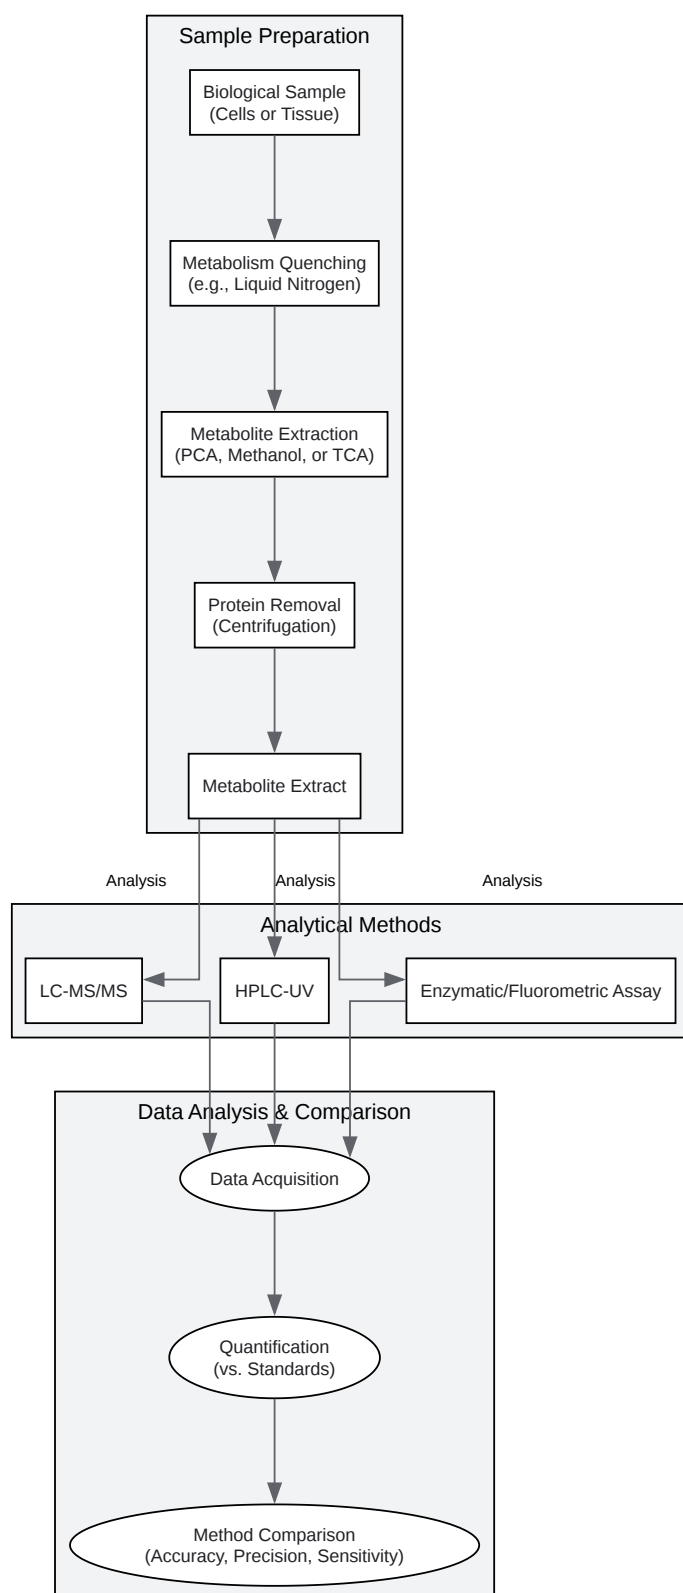 Sample Preparation
Biological Sample
(Cells or Tissue)
Metabolism Quenching
(e.g., Liquid Nitrogen)
Metabolite Extraction
(PCA, Methanol, or TCA)
Protein Removal
(Centrifugation)
Metabolite Extract
Analysis
Analysis
Analysis
Analytical Methods
LC-MS/MS
HPLC-UV
Enzymatic/Fluorometric Assay
Data Analysis & Comparison
Data Acquisition
Quantification
(vs. Standards)
Method Comparison
(Accuracy, Precision, Sensitivity)